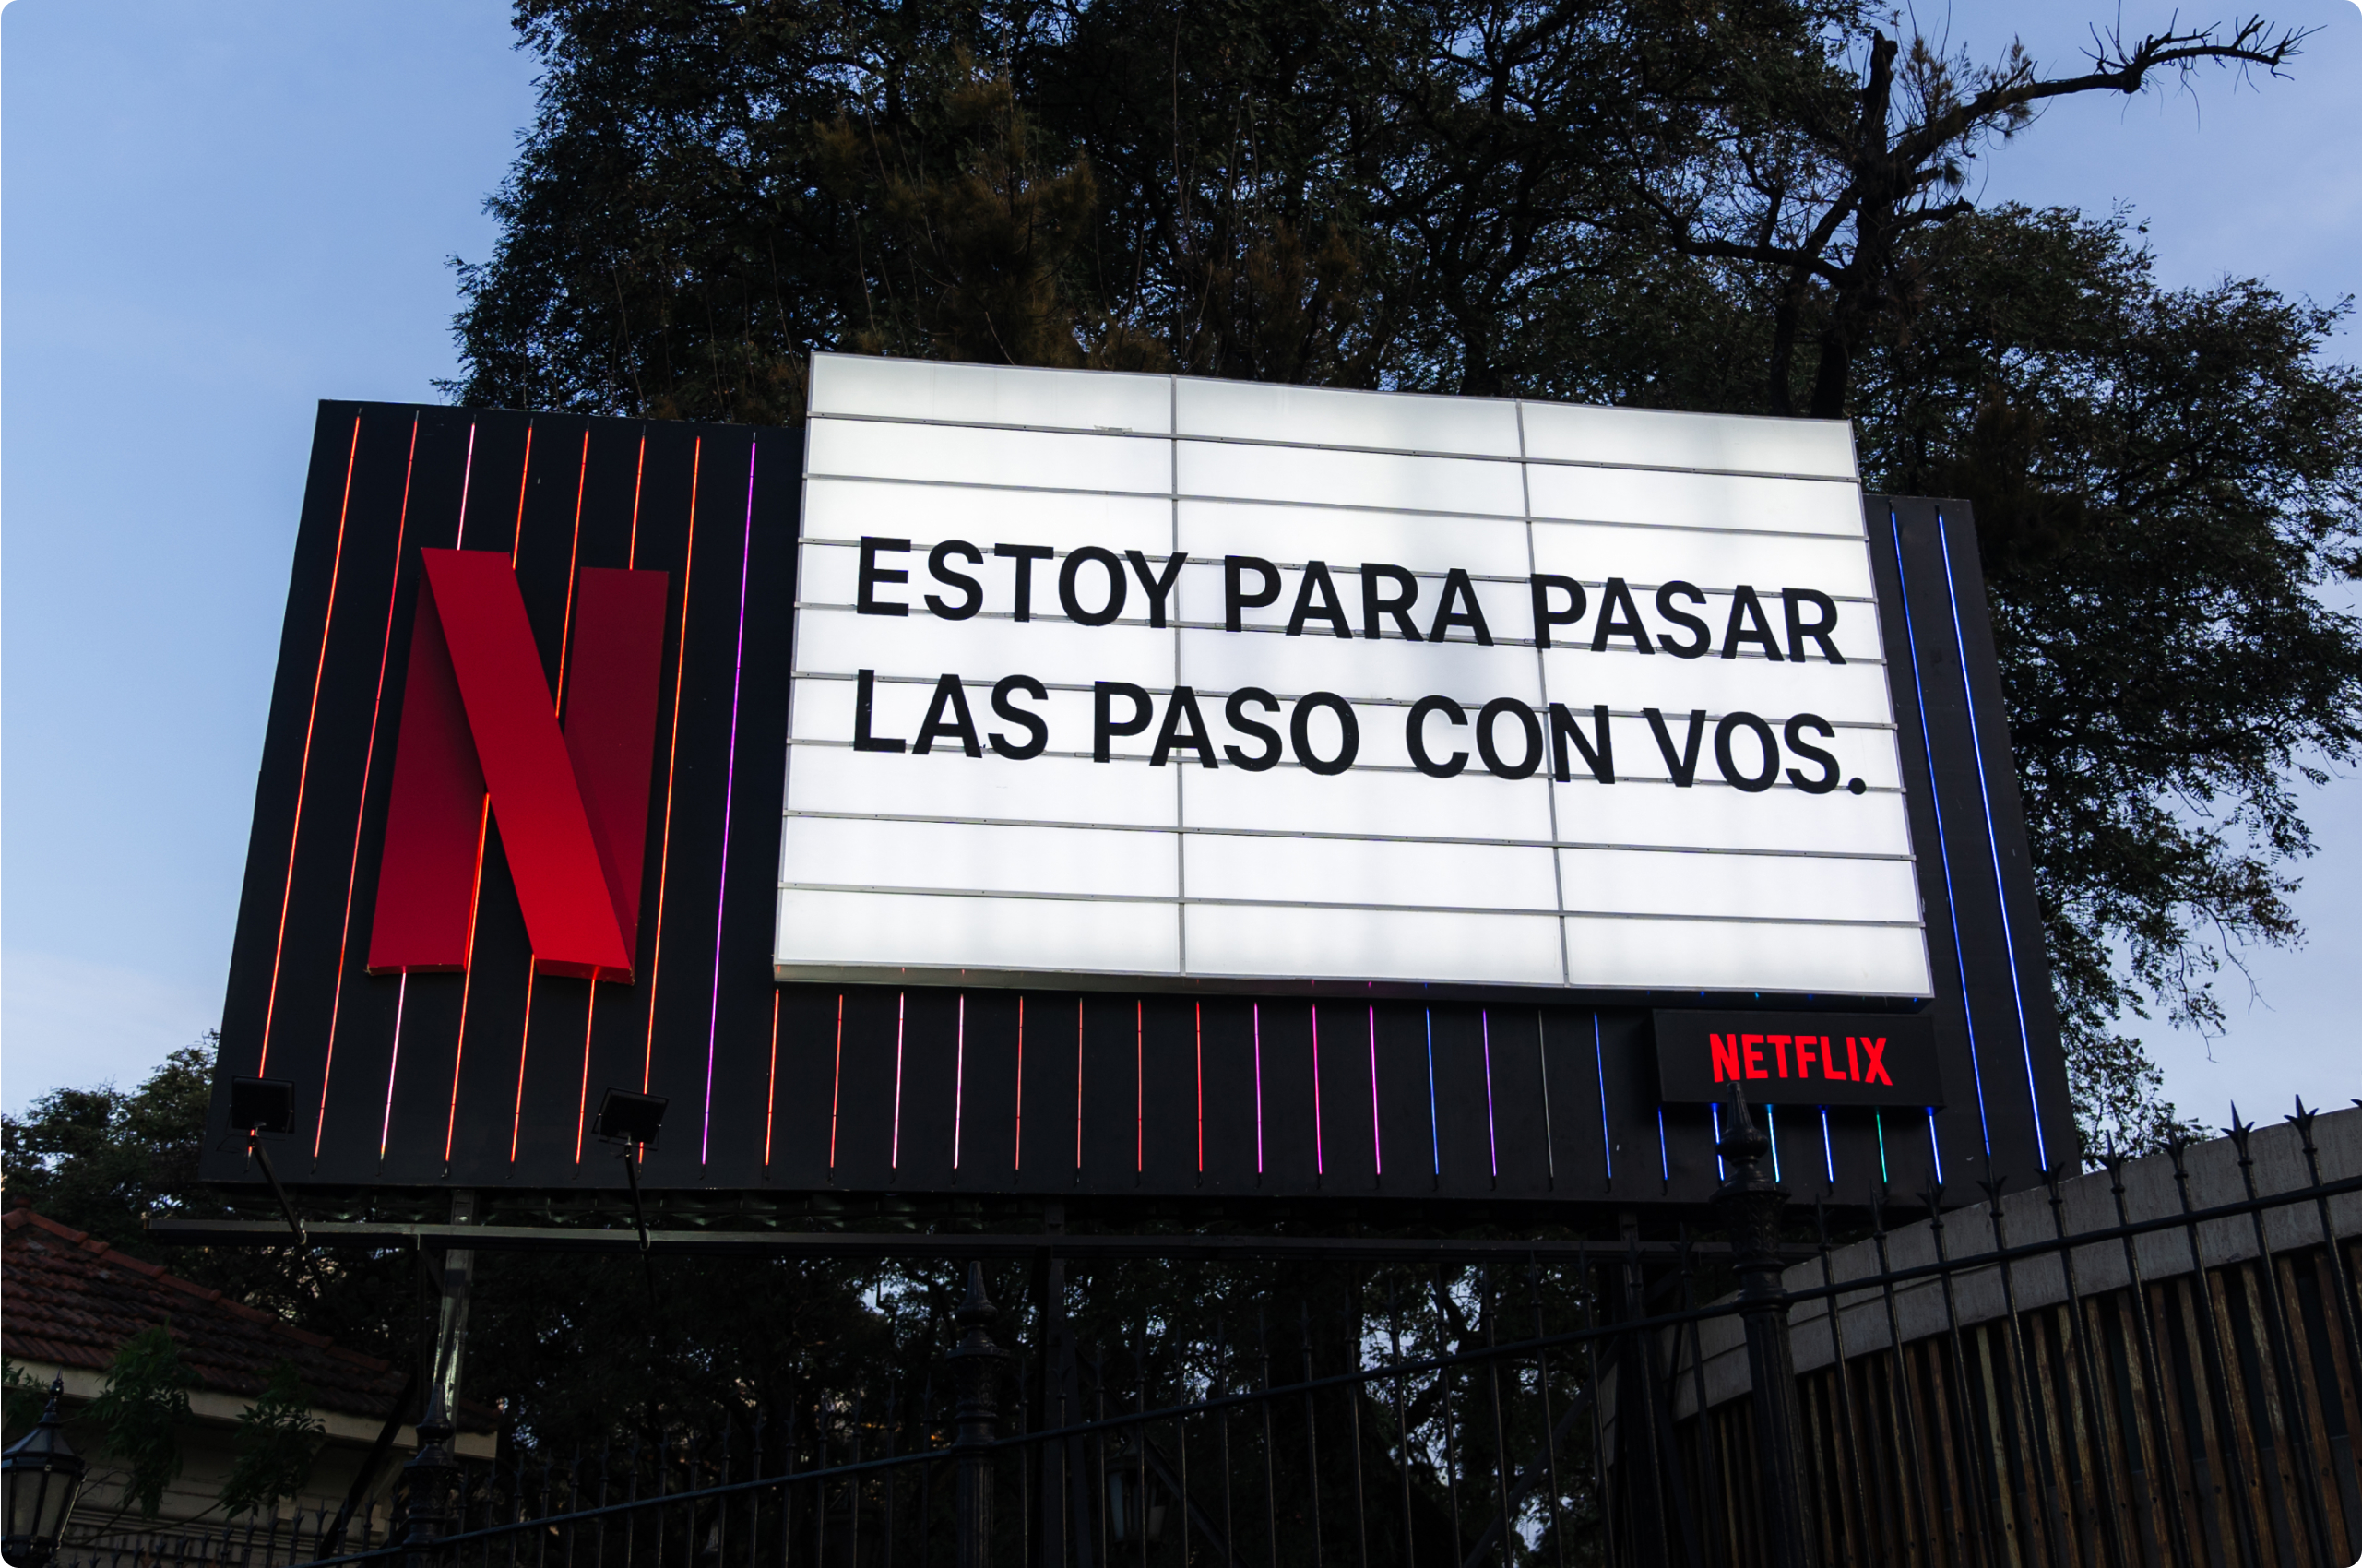 ESTOY PARA PASAR
LAS PASO CON VOS.
N
NETFLIX